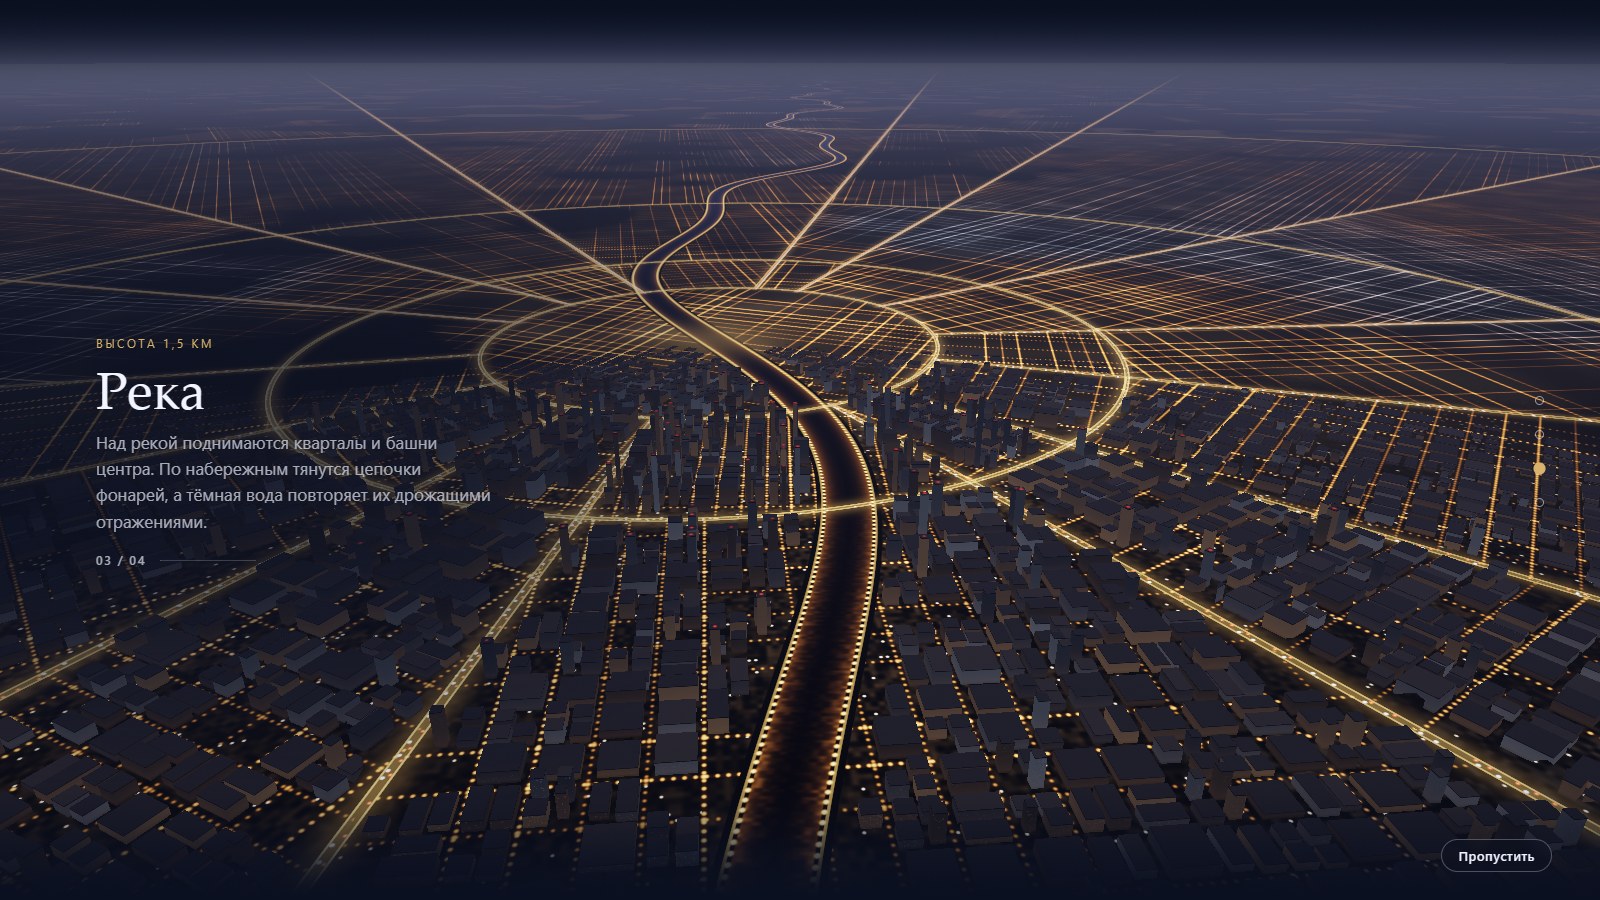 ВЫСОТА 1,5 КМ
Река
Над рекой поднимаются кварталы и башни
центра. По набережным тянутся цепочки
фонарей, а тёмная вода повторяет их дрожащими
отражениями.
03 / 04
Пропустить